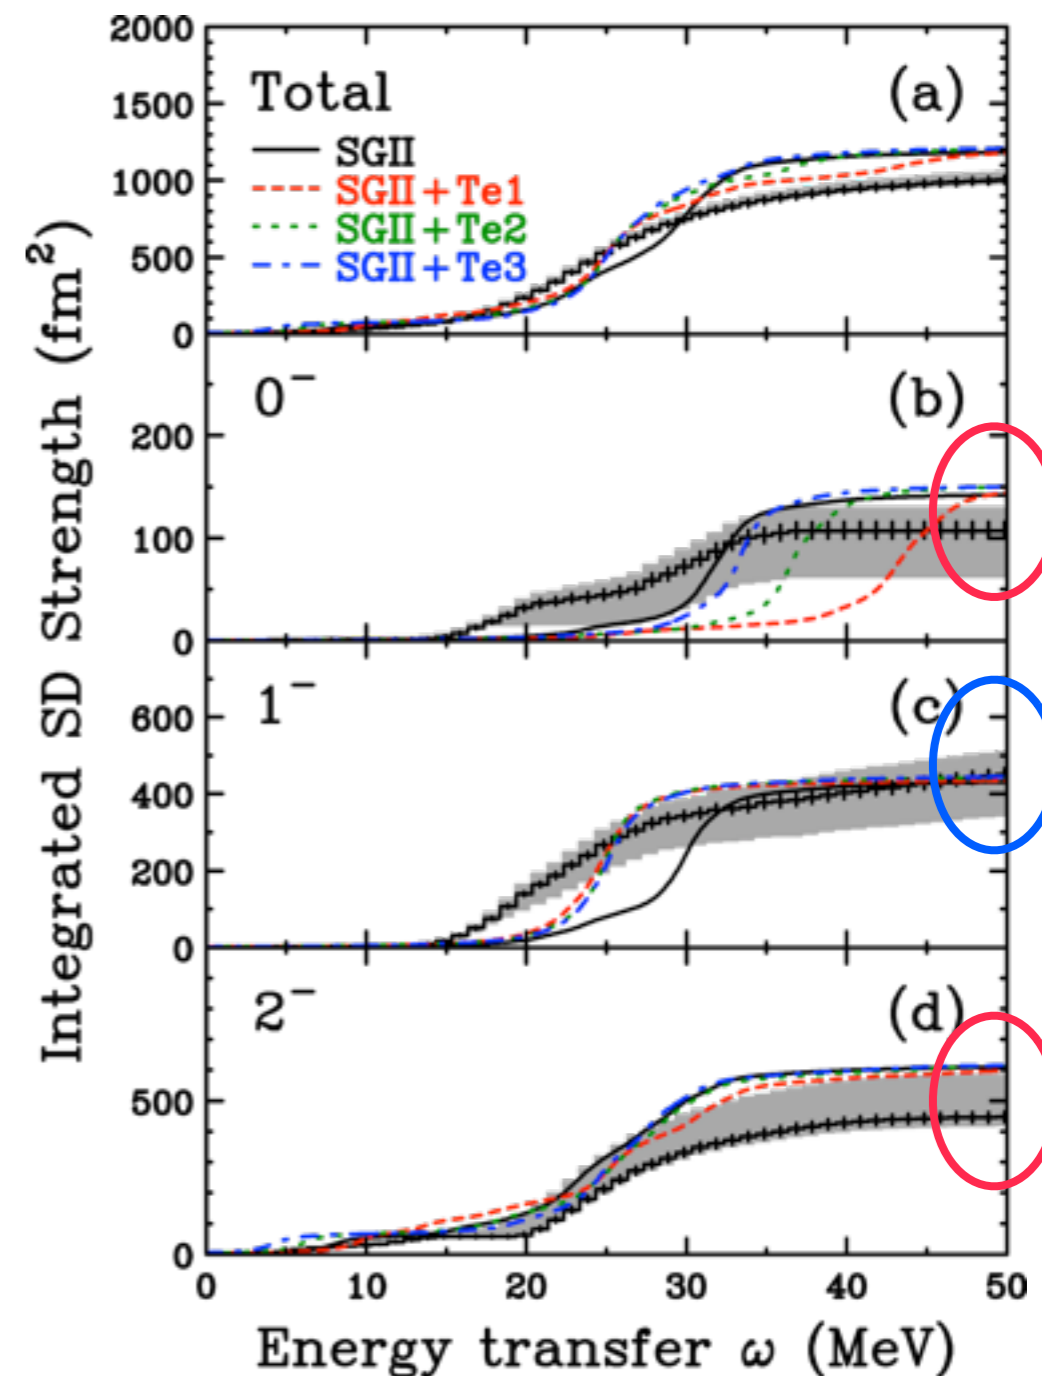 Integrated SD Strength (fm²)
2000
1500
1000
500
0
Total
(a)
SGII
SGII+Te1
SGII+Te2
SGII+Te3
200
100
0
0⁻
(b)
600
400
200
0
1⁻
(c)
500
0
2⁻
(d)
0 10 20 30 40 50
Energy transfer ω (MeV)